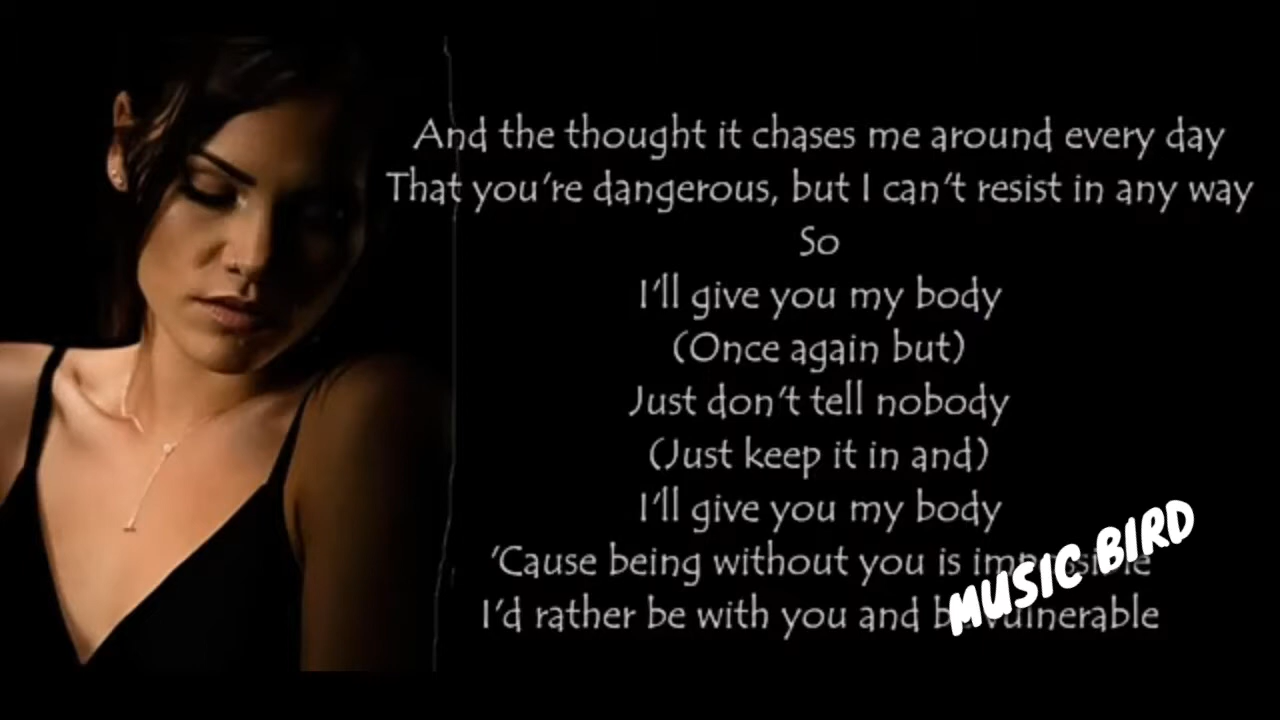 And the thought it chases me around every day
That you're dangerous, but I can't resist in any way
So
I'll give you my body
(Once again but)
Just don't tell nobody
(Just keep it in and)
I'll give you my body
'Cause being without you is impossible
I'd rather be with you and be vulnerable
MUSIC BIRD